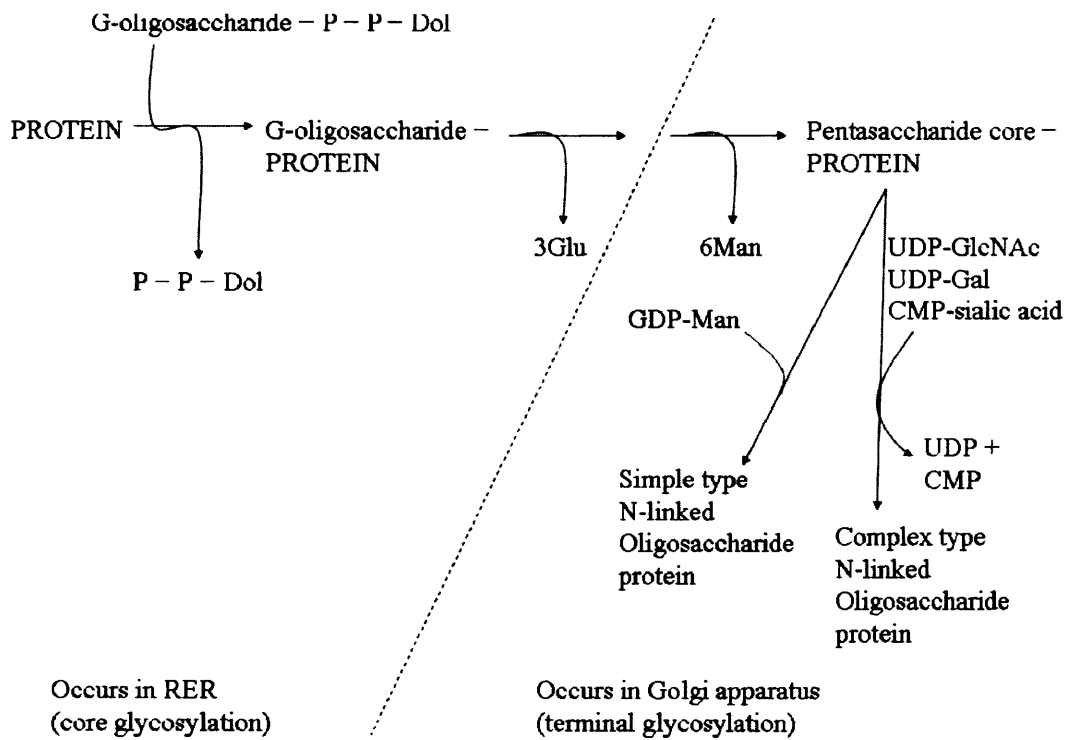 G-oligosaccharide – P – P – Dol
PROTEIN
G-oligosaccharide –
PROTEIN
Pentasaccharide core –
PROTEIN
3Glu
6Man
P – P – Dol
UDP-GlcNAc
UDP-Gal
CMP-sialic acid
GDP-Man
UDP +
CMP
Simple type
N-linked
Oligosaccharide
protein
Complex type
N-linked
Oligosaccharide
protein
Occurs in RER
(core glycosylation)
Occurs in Golgi apparatus
(terminal glycosylation)